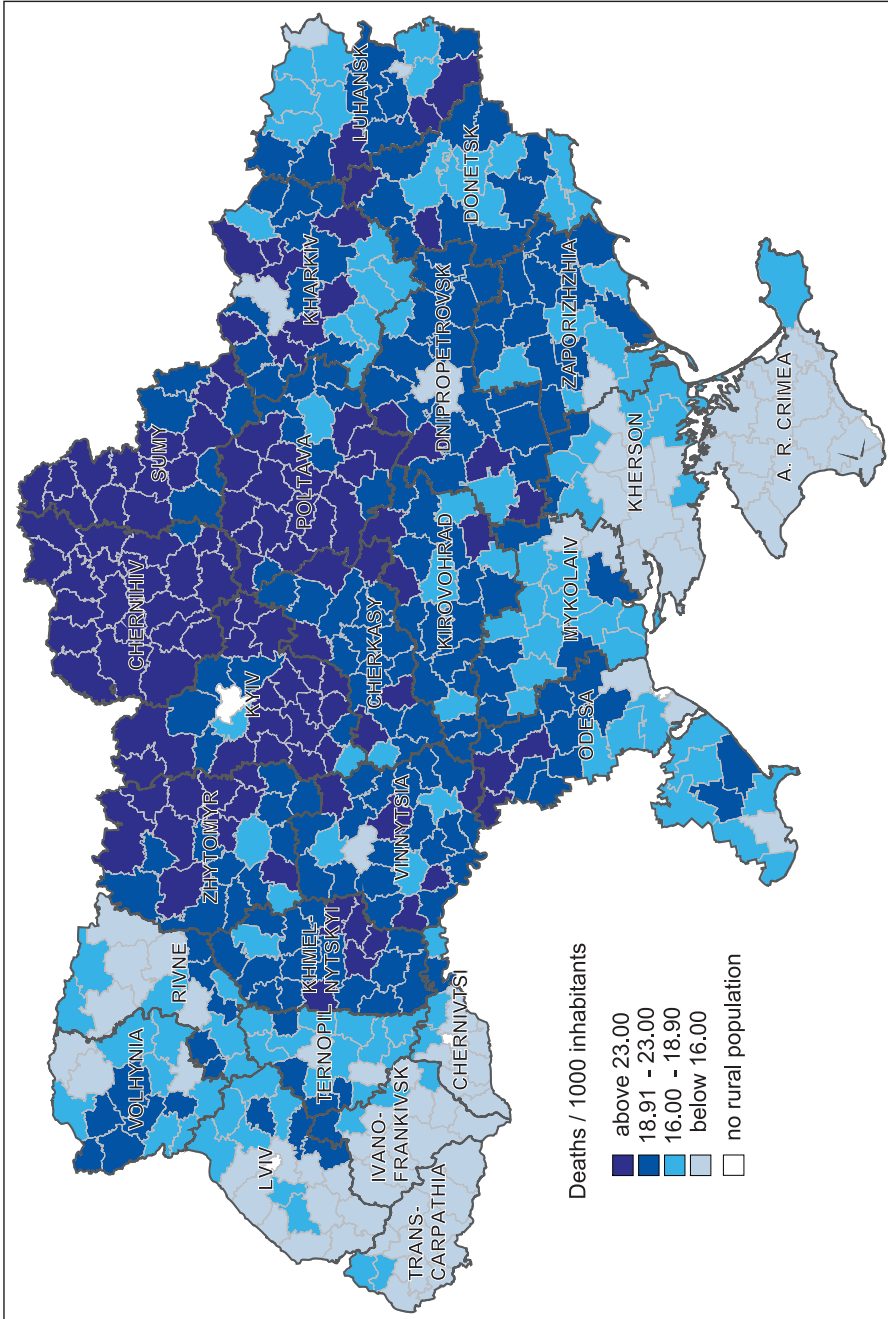 VOLHYNIA
RIVNE
ZHYTOMYR
KYIV
CHERNIHIV
SUMY
LVIV
TERNOPIL
KHMEL-
NYTSKYI
VINNYTSIA
CHERKASY
POLTAVA
KHARKIV
LUHANSK
TRANS-
CARPATHIA
IVANO-
FRANKIVSK
CHERNIVTSI
KIROVOHRAD
DNIPROPETROVSK
DONETSK
ODESA
MYKOLAIV
KHERSON
ZAPORIZHZHIA
A. R. CRIMEA
Deaths / 1000 inhabitants
above 23.00
18.91 - 23.00
16.00 - 18.90
below 16.00
no rural population